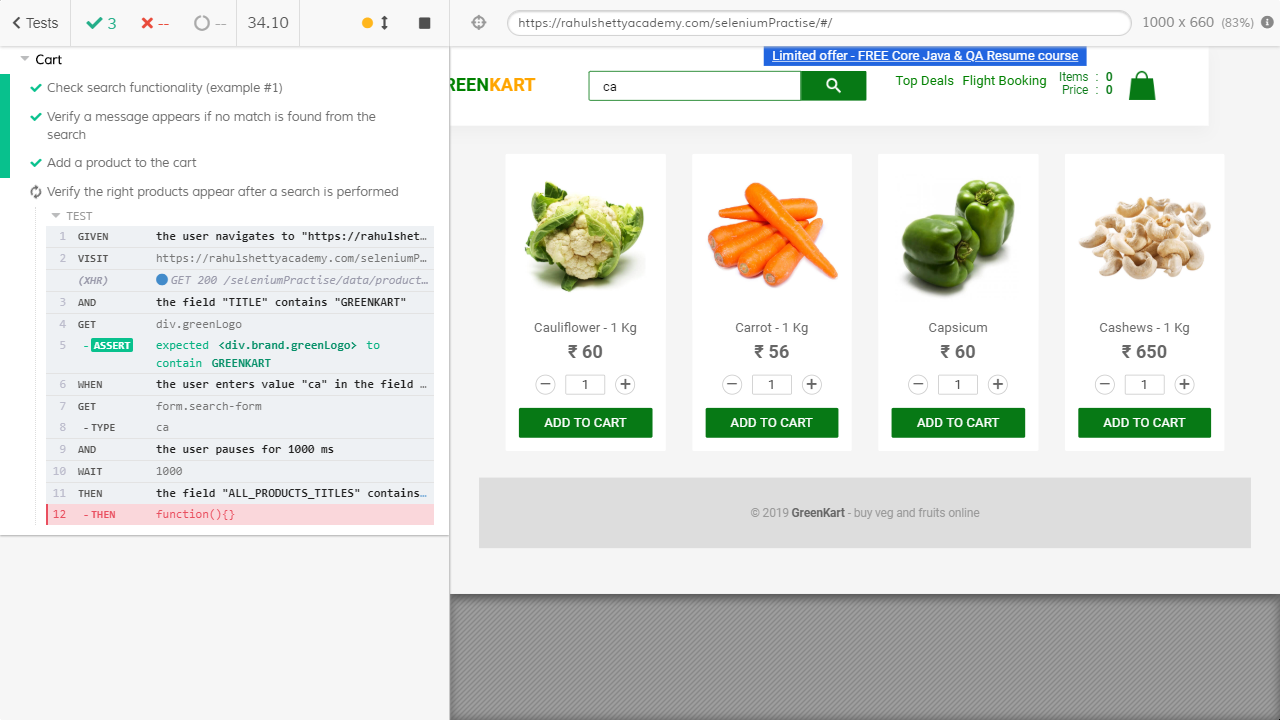 Tests
3
--
--
34.10
https://rahulshettyacademy.com/seleniumPractise/#/
1000 x 660 (83%)
Cart
Check search functionality (example #1)
Verify a message appears if no match is found from the
search
Add a product to the cart
Verify the right products appear after a search is performed
TEST
1 GIVEN the user navigates to "https://rahulshet…
2 VISIT https://rahulshettyacademy.com/seleniumP…
(XHR) GET 200 /seleniumPractise/data/product…
3 AND the field "TITLE" contains "GREENKART"
4 GET div.greenLogo
5 -ASSERT expected <div.brand.greenLogo> to
contain GREENKART
6 WHEN the user enters value "ca" in the field …
7 GET form.search-form
8 -TYPE ca
9 AND the user pauses for 1000 ms
10 WAIT 1000
11 THEN the field "ALL_PRODUCTS_TITLES" contains…
12 -THEN function(){}
Limited offer - FREE Core Java & QA Resume course
REENKART
ca
Top Deals Flight Booking
Items : 0
Price : 0
Cauliflower - 1 Kg
₹ 60
– 1 +
ADD TO CART
Carrot - 1 Kg
₹ 56
– 1 +
ADD TO CART
Capsicum
₹ 60
– 1 +
ADD TO CART
Cashews - 1 Kg
₹ 650
– 1 +
ADD TO CART
© 2019 GreenKart - buy veg and fruits online